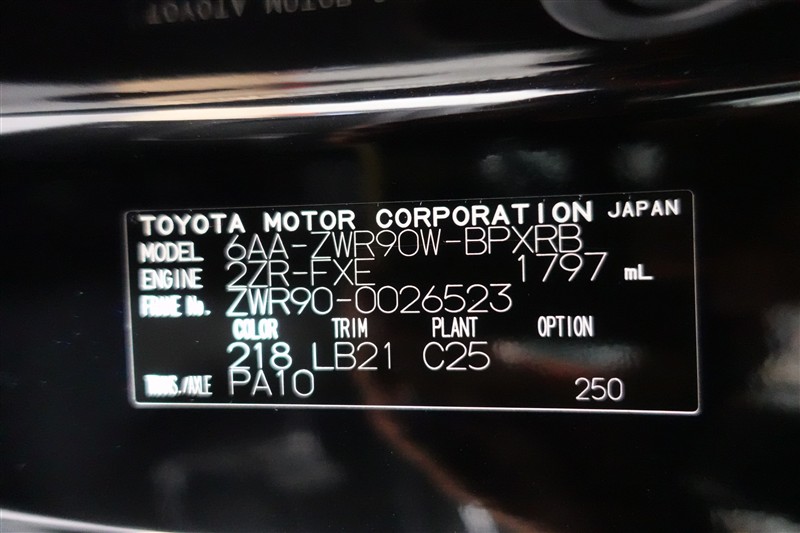 TOYOTA MOTOR CORPORATION JAPAN
MODEL 6AA-ZWR90W-BPXRB
ENGINE 2ZR-FXE 1797 mL
FRAME No. ZWR90-0026523
COLOR TRIM PLANT OPTION
218 LB21 C25
TRANS./AXLE PA10 250